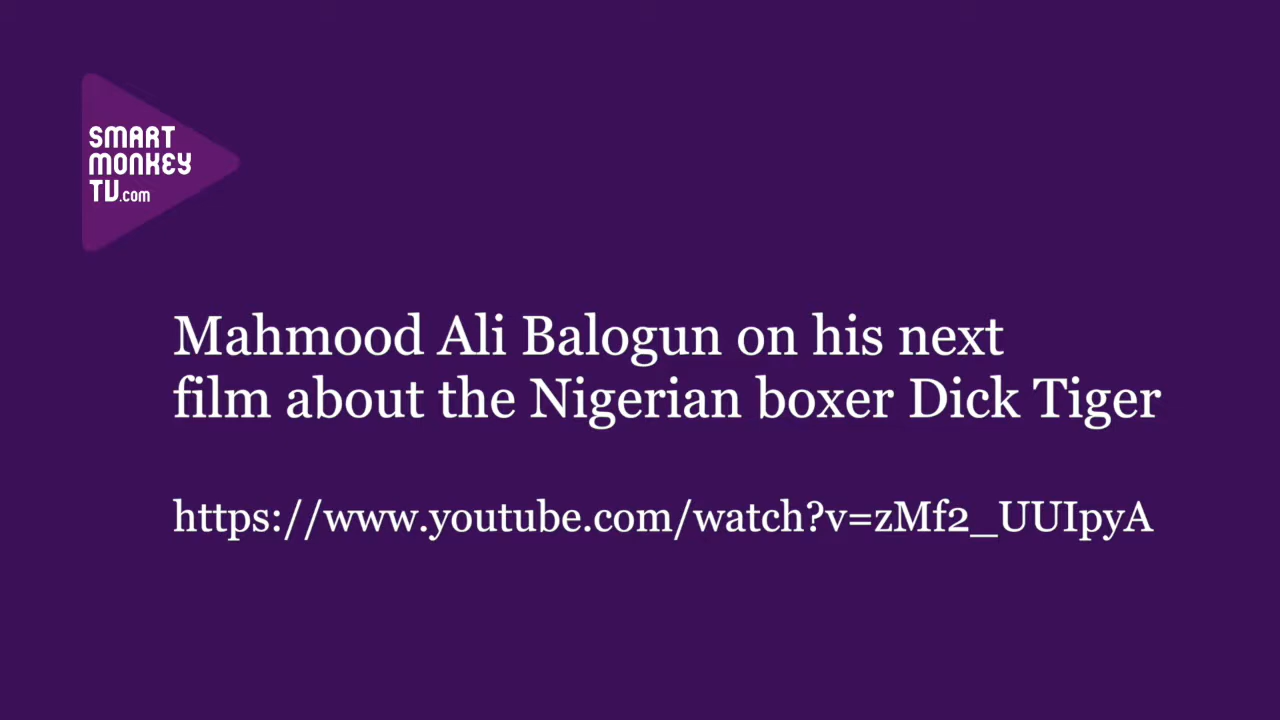 SMART
MONKEY
TV.com
Mahmood Ali Balogun on his next
film about the Nigerian boxer Dick Tiger
https://www.youtube.com/watch?v=zMf2_UUIpyA